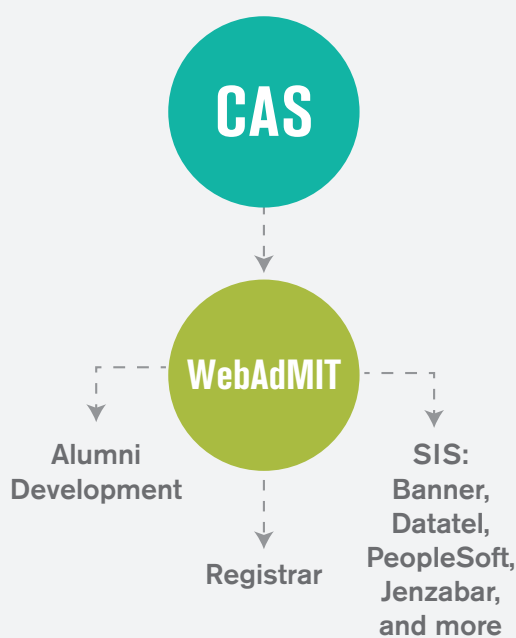 CAS
WebAdMIT
Alumni
Development
Registrar
SIS:
Banner,
Datatel,
PeopleSoft,
Jenzabar,
and more